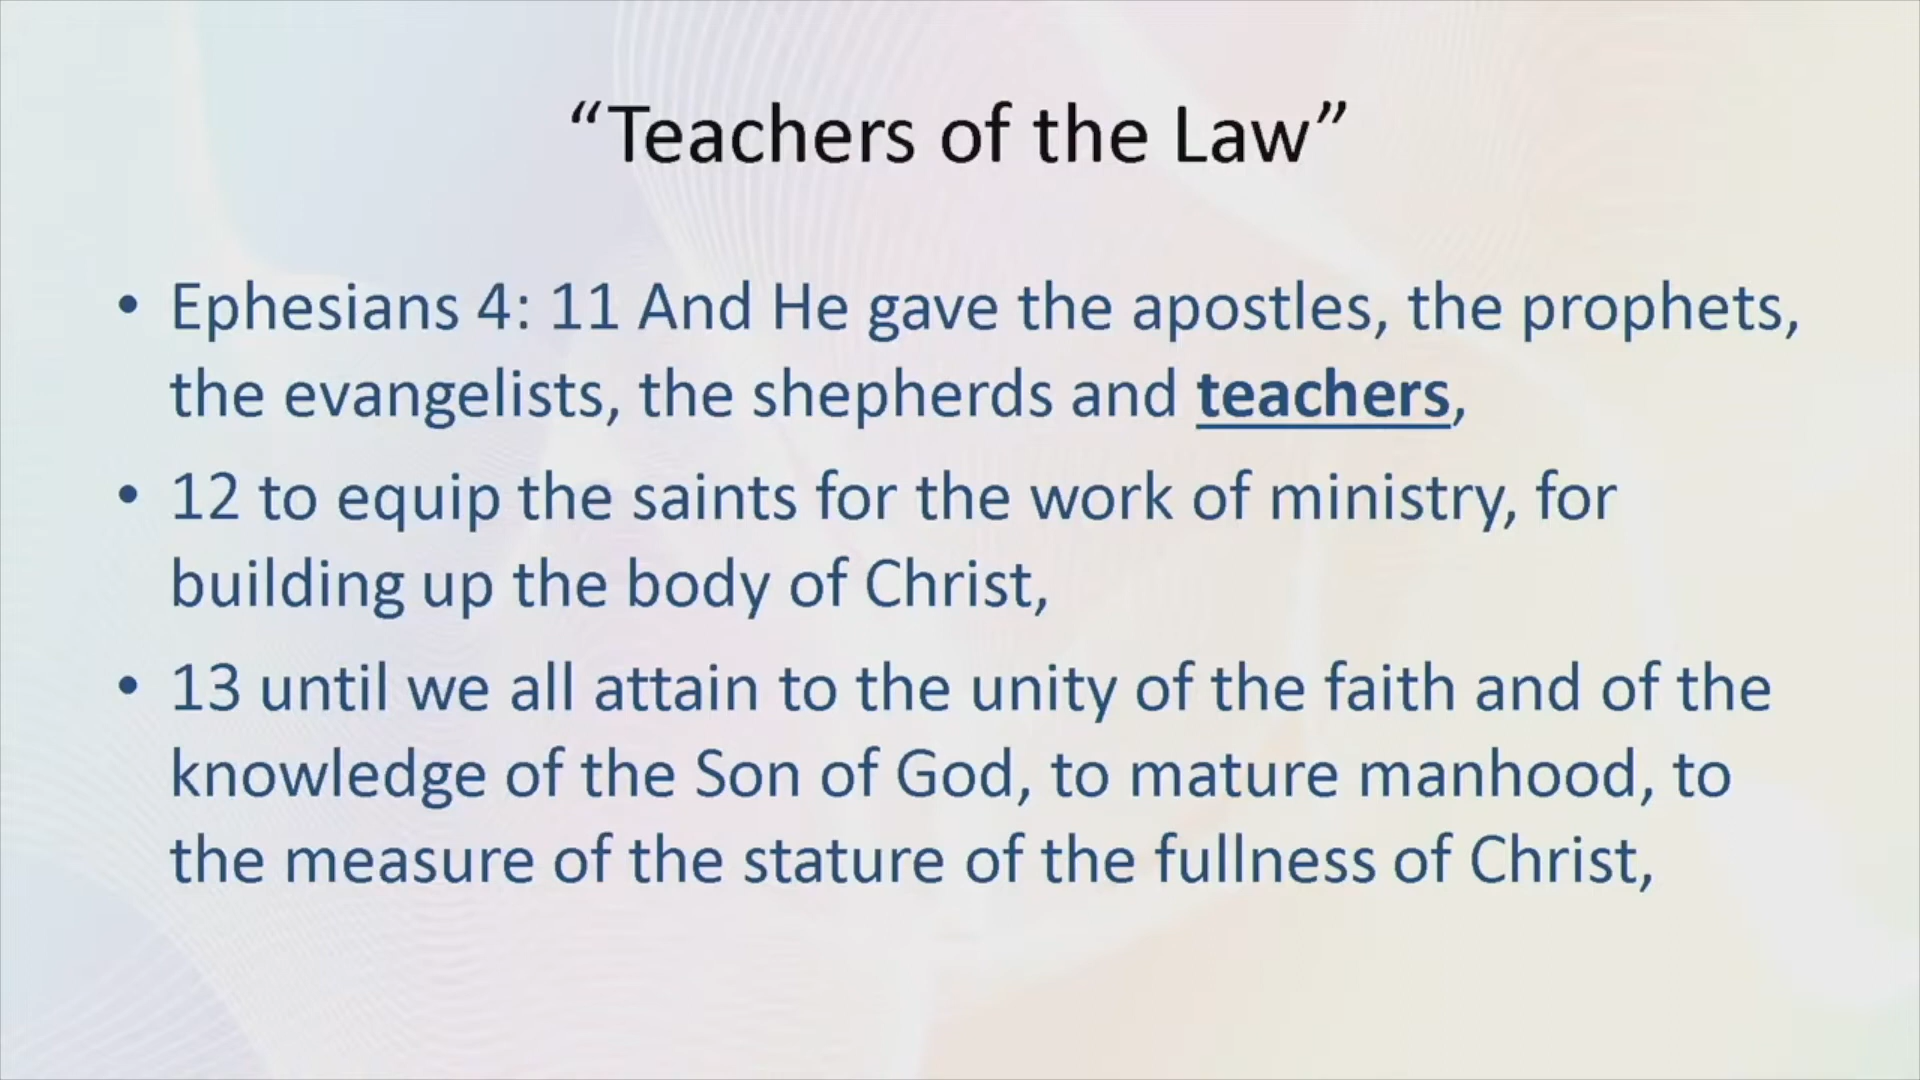 “Teachers of the Law”
• Ephesians 4: 11 And He gave the apostles, the prophets,
the evangelists, the shepherds and teachers,
• 12 to equip the saints for the work of ministry, for
building up the body of Christ,
• 13 until we all attain to the unity of the faith and of the
knowledge of the Son of God, to mature manhood, to
the measure of the stature of the fullness of Christ,